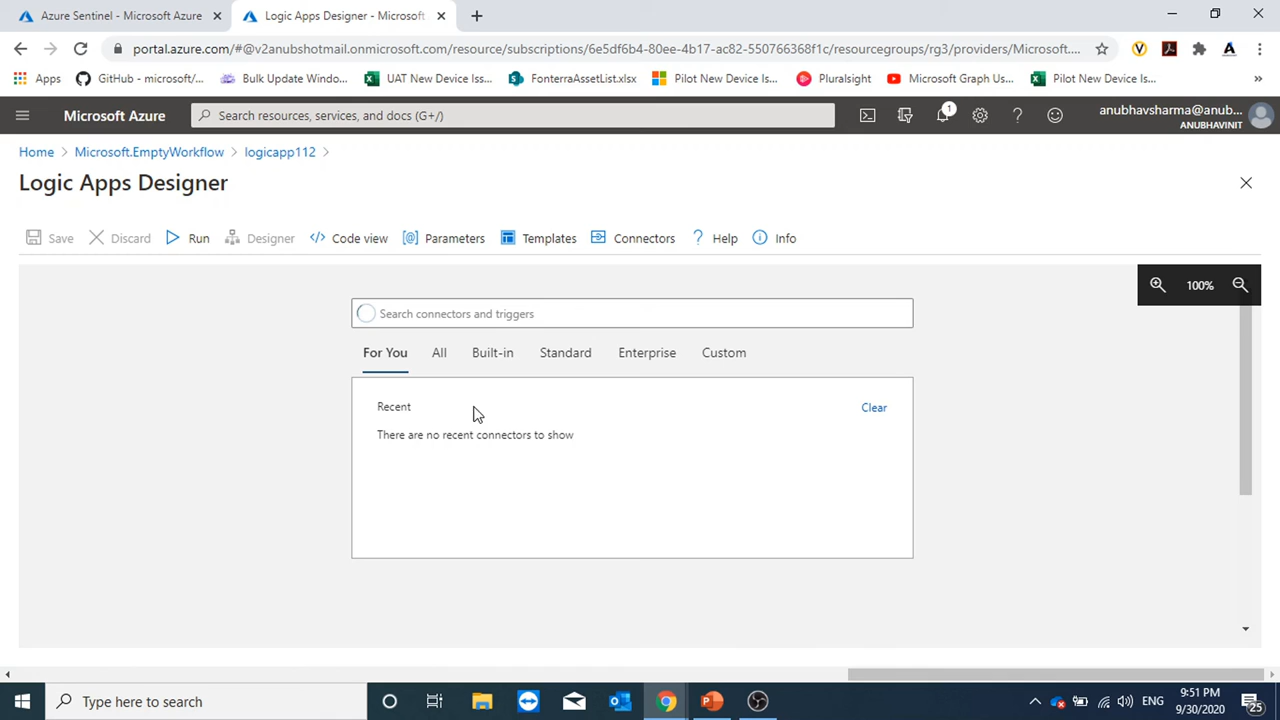 Azure Sentinel - Microsoft Azure
Logic Apps Designer - Microsoft
portal.azure.com/#@v2anubshotmail.onmicrosoft.com/resource/subscriptions/6e5df6b4-80ee-4b17-ac82-550766368f1c/resourcegroups/rg3/providers/Microsoft....
Apps
GitHub - microsoft/...
Bulk Update Windo...
UAT New Device Iss...
FonterraAssetList.xlsx
Pilot New Device Is...
Pluralsight
Microsoft Graph Us...
Pilot New Device Is...
»
Microsoft Azure
Search resources, services, and docs (G+/)
1
anubhavsharma@anub...
ANUBHAVINIT
Home > Microsoft.EmptyWorkflow > logicapp112 >
Logic Apps Designer
Save Discard Run Designer Code view Parameters Templates Connectors Help Info
100%
Search connectors and triggers
For You All Built-in Standard Enterprise Custom
Recent Clear
There are no recent connectors to show
Type here to search
ENG
9:51 PM
9/30/2020
25